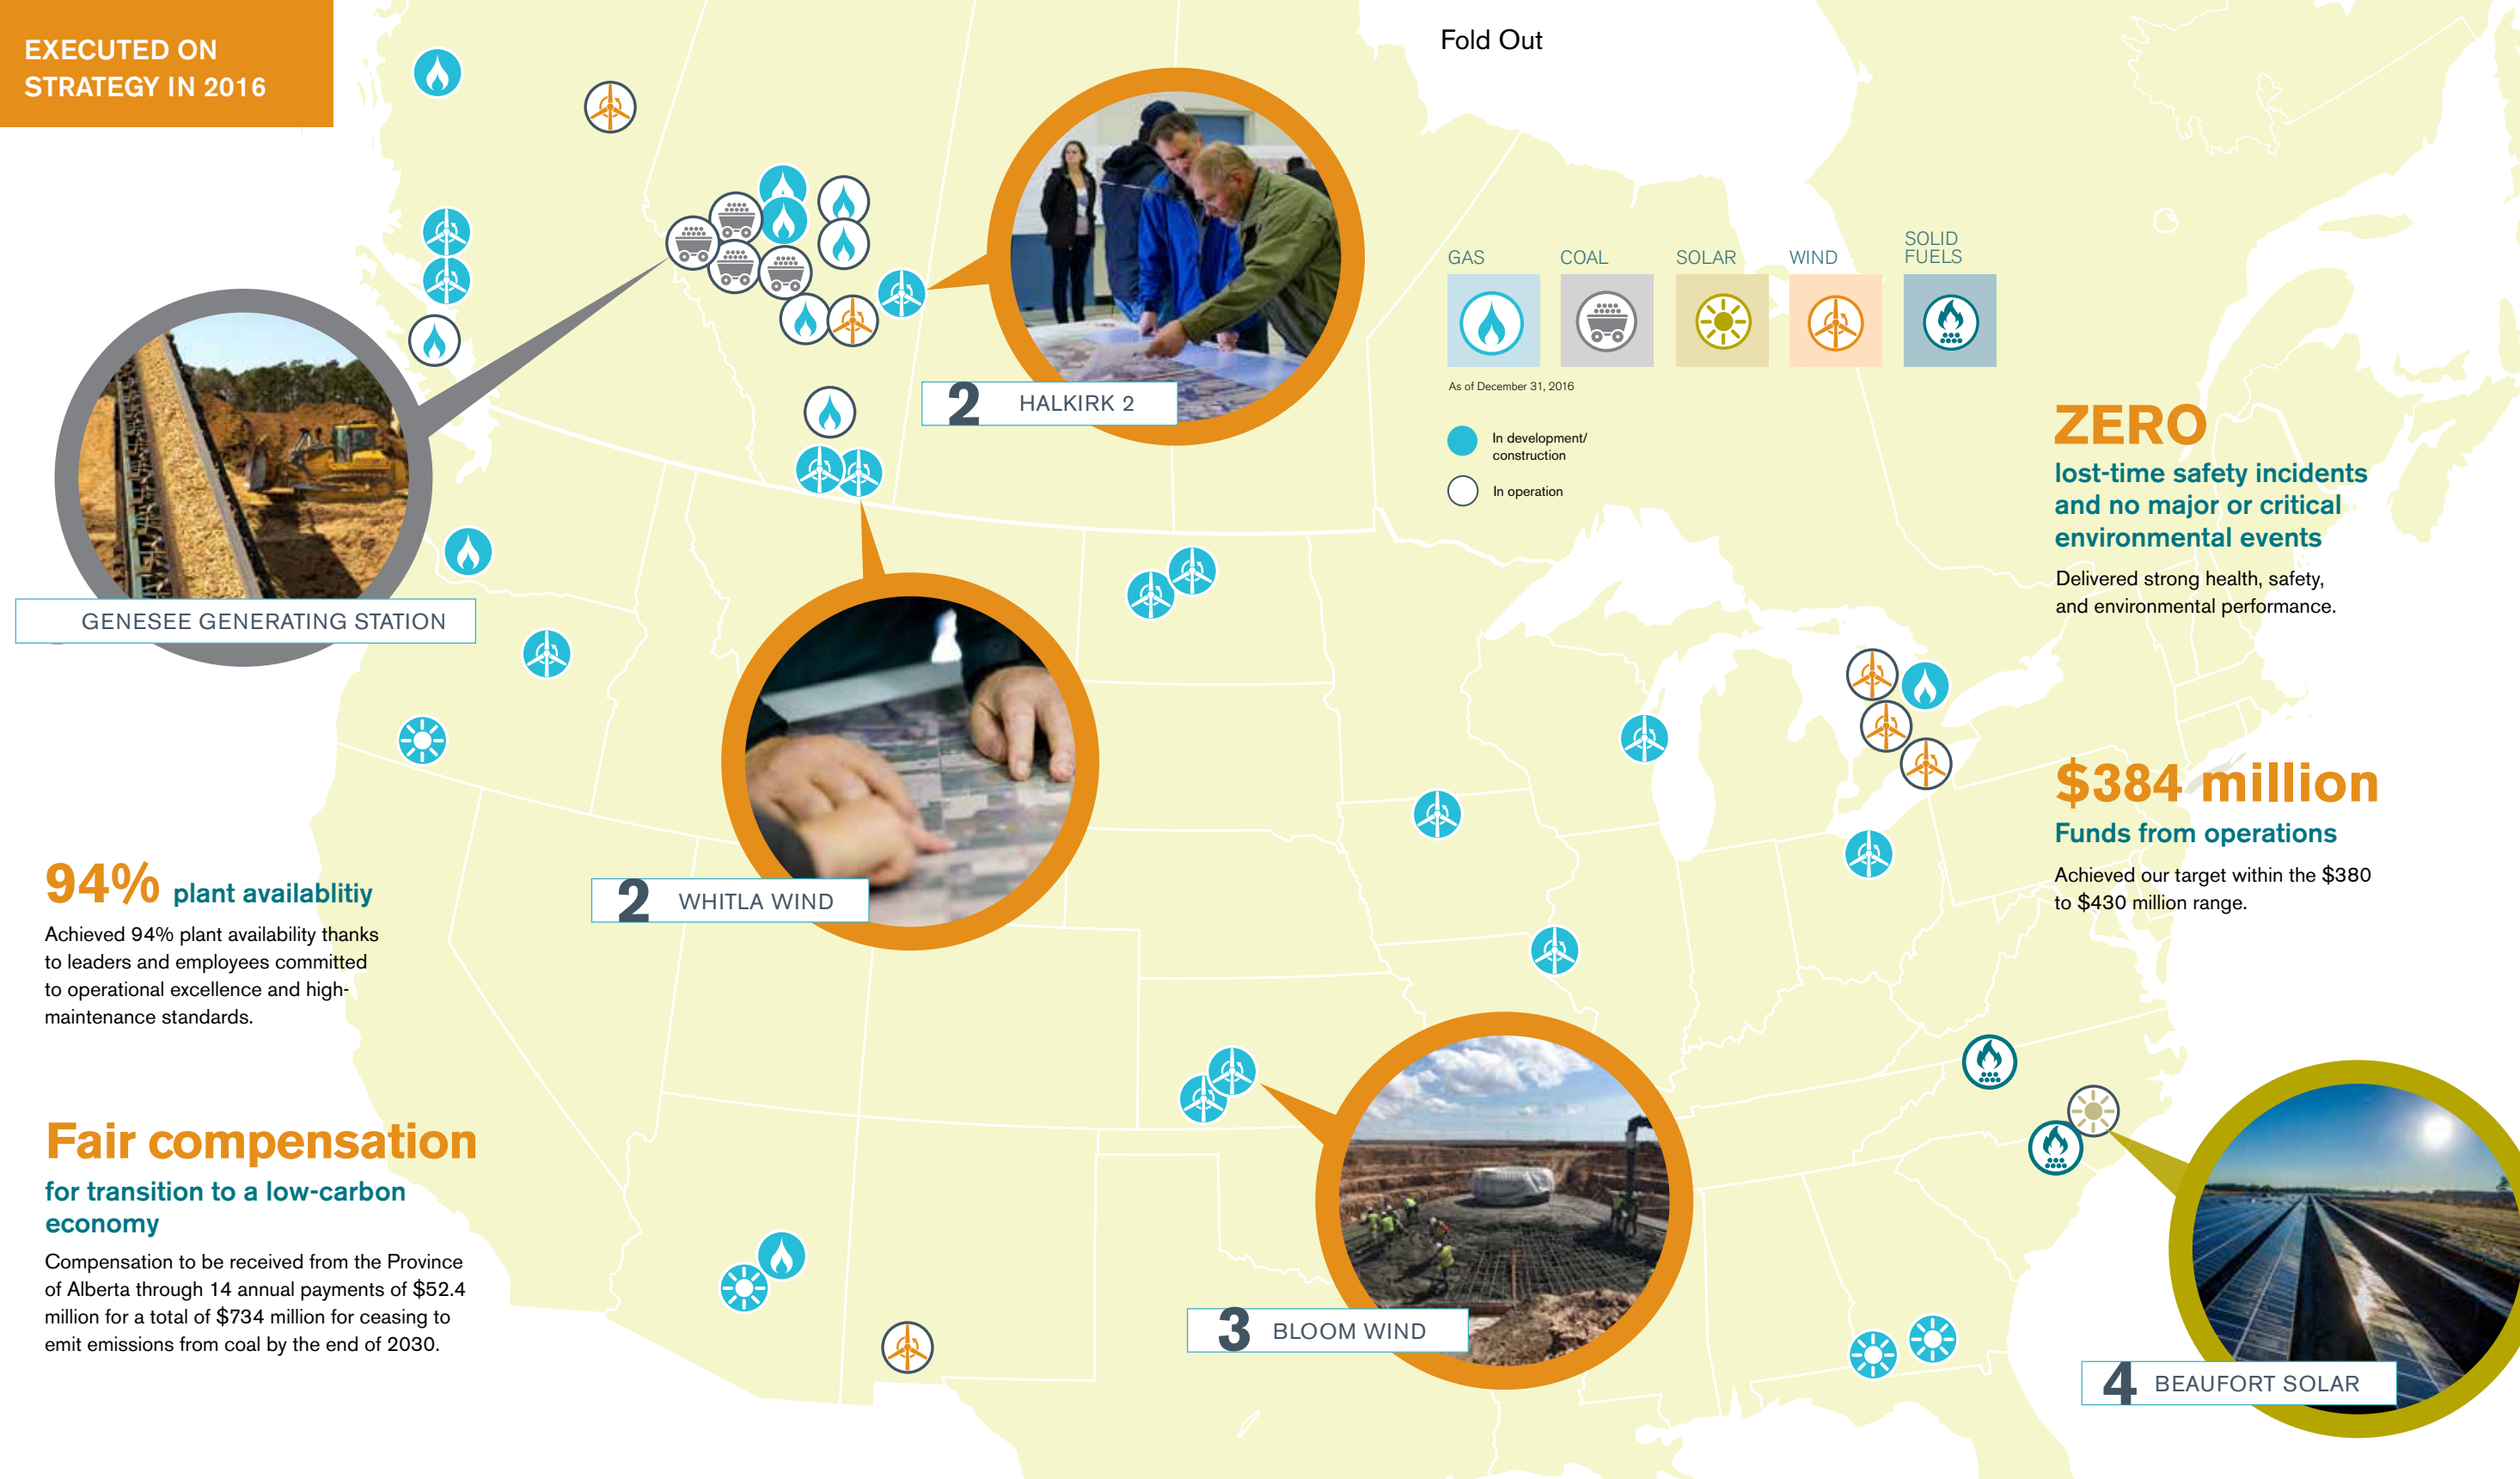 EXECUTED ON
STRATEGY IN 2016
Fold Out
GAS
COAL
SOLAR
WIND
SOLID
FUELS
As of December 31, 2016
In development/
construction
In operation
2 HALKIRK 2
GENESEE GENERATING STATION
2 WHITLA WIND
ZERO
lost-time safety incidents
and no major or critical
environmental events
Delivered strong health, safety,
and environmental performance.
$384 million
Funds from operations
Achieved our target within the $380
to $430 million range.
94% plant availablitiy
Achieved 94% plant availability thanks
to leaders and employees committed
to operational excellence and high-
maintenance standards.
Fair compensation
for transition to a low-carbon
economy
Compensation to be received from the Province
of Alberta through 14 annual payments of $52.4
million for a total of $734 million for ceasing to
emit emissions from coal by the end of 2030.
3 BLOOM WIND
4 BEAUFORT SOLAR